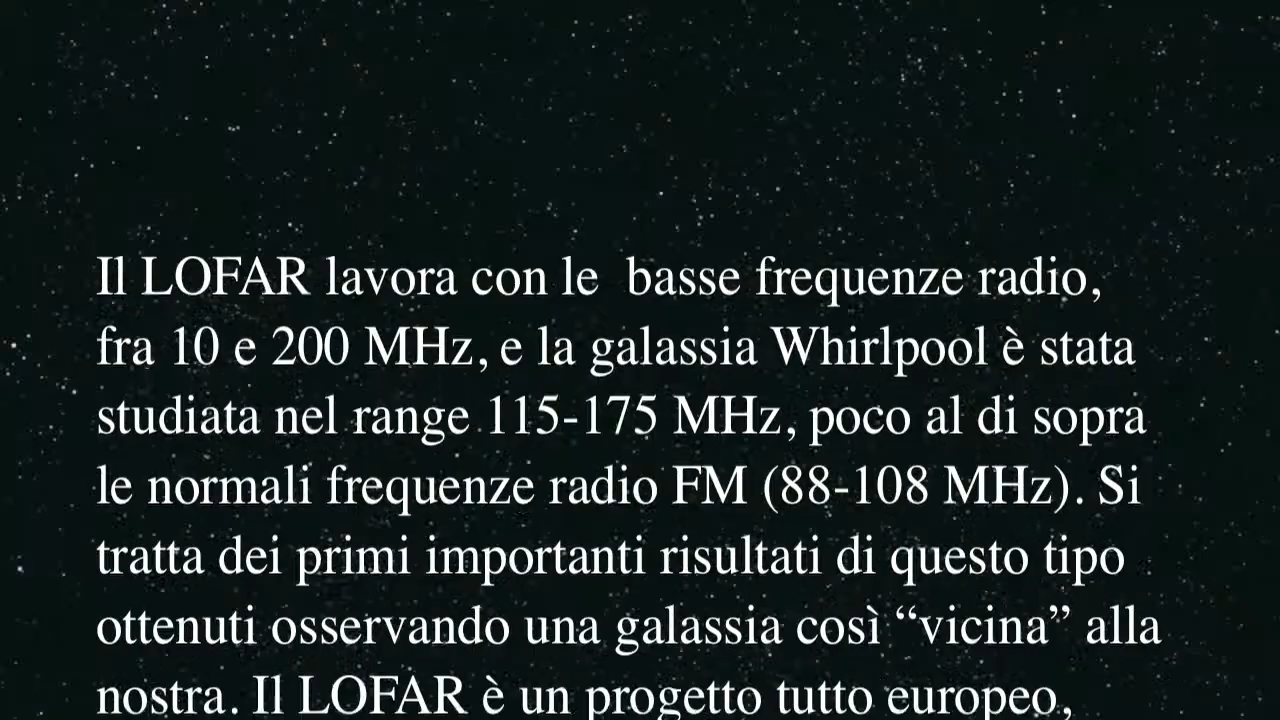 Il LOFAR lavora con le  basse frequenze radio,
fra 10 e 200 MHz, e la galassia Whirlpool è stata
studiata nel range 115-175 MHz, poco al di sopra
le normali frequenze radio FM (88-108 MHz). Si
tratta dei primi importanti risultati di questo tipo
ottenuti osservando una galassia così “vicina” alla
nostra. Il LOFAR è un progetto tutto europeo,